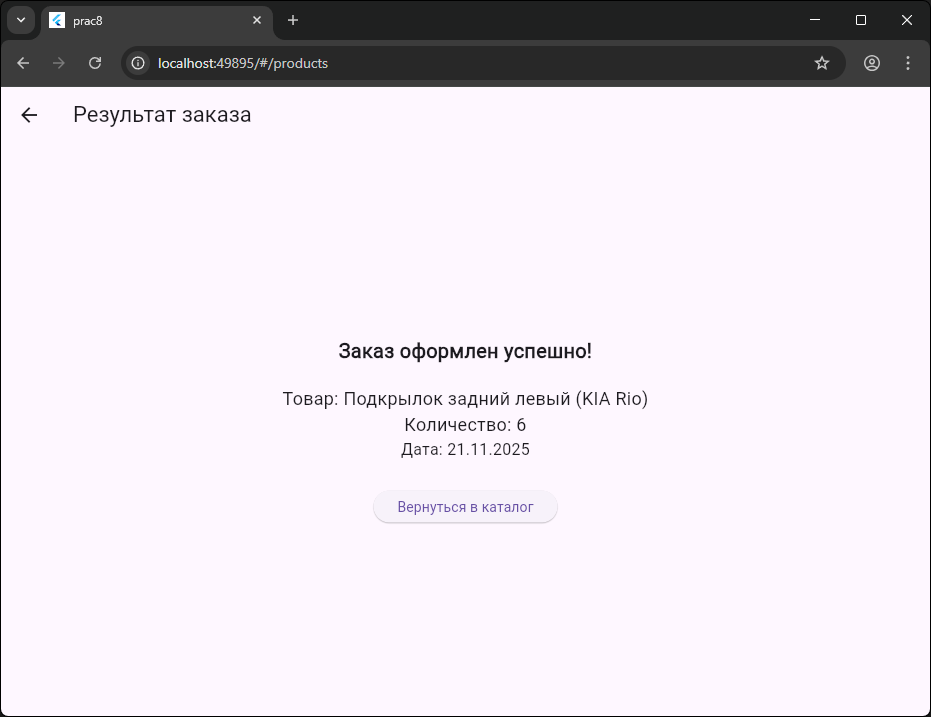 prac8
localhost:49895/#/products
Результат заказа
Заказ оформлен успешно!
Товар: Подкрылок задний левый (KIA Rio)
Количество: 6
Дата: 21.11.2025
Вернуться в каталог